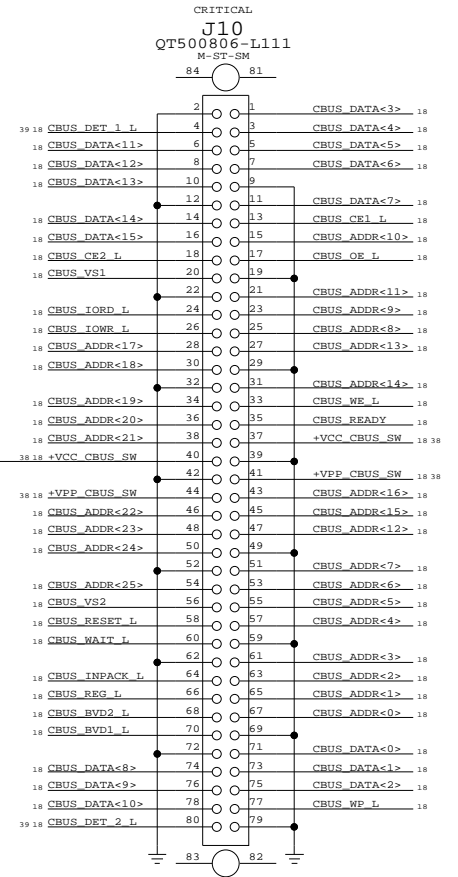 CRITICAL
J10
QT500806-L111
M-ST-SM
84 81
2 1 CBUS_DATA<3> 18
39 18 CBUS_DET_1_L 4 3 CBUS_DATA<4> 18
18 CBUS_DATA<11> 6 5 CBUS_DATA<5> 18
18 CBUS_DATA<12> 8 7 CBUS_DATA<6> 18
18 CBUS_DATA<13> 10 9
12 11 CBUS_DATA<7> 18
18 CBUS_DATA<14> 14 13 CBUS_CE1_L 18
18 CBUS_DATA<15> 16 15 CBUS_ADDR<10> 18
18 CBUS_CE2_L 18 17 CBUS_OE_L 18
18 CBUS_VS1 20 19
22 21 CBUS_ADDR<11> 18
18 CBUS_IORD_L 24 23 CBUS_ADDR<9> 18
18 CBUS_IOWR_L 26 25 CBUS_ADDR<8> 18
18 CBUS_ADDR<17> 28 27 CBUS_ADDR<13> 18
18 CBUS_ADDR<18> 30 29
32 31 CBUS_ADDR<14> 18
18 CBUS_ADDR<19> 34 33 CBUS_WE_L 18
18 CBUS_ADDR<20> 36 35 CBUS_READY 18
18 CBUS_ADDR<21> 38 37 +VCC_CBUS_SW 18 38
38 18 +VCC_CBUS_SW 40 39
42 41 +VPP_CBUS_SW 18 38
38 18 +VPP_CBUS_SW 44 43 CBUS_ADDR<16> 18
18 CBUS_ADDR<22> 46 45 CBUS_ADDR<15> 18
18 CBUS_ADDR<23> 48 47 CBUS_ADDR<12> 18
18 CBUS_ADDR<24> 50 49
52 51 CBUS_ADDR<7> 18
18 CBUS_ADDR<25> 54 53 CBUS_ADDR<6> 18
18 CBUS_VS2 56 55 CBUS_ADDR<5> 18
18 CBUS_RESET_L 58 57 CBUS_ADDR<4> 18
18 CBUS_WAIT_L 60 59
62 61 CBUS_ADDR<3> 18
18 CBUS_INPACK_L 64 63 CBUS_ADDR<2> 18
18 CBUS_REG_L 66 65 CBUS_ADDR<1> 18
18 CBUS_BVD2_L 68 67 CBUS_ADDR<0> 18
18 CBUS_BVD1_L 70 69
72 71 CBUS_DATA<0> 18
18 CBUS_DATA<8> 74 73 CBUS_DATA<1> 18
18 CBUS_DATA<9> 76 75 CBUS_DATA<2> 18
18 CBUS_DATA<10> 78 77 CBUS_WP_L 18
39 18 CBUS_DET_2_L 80 79
83 82